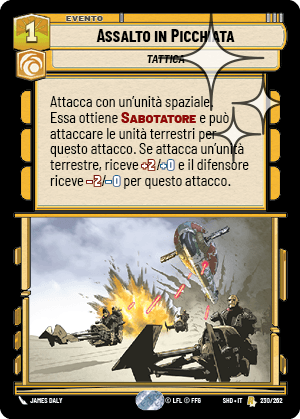 EVENTO
1
ASSALTO IN PICCHIATA
TATTICA
Attacca con un'unità spaziale.
Essa ottiene SABOTATORE e può
attaccare le unità terrestri per
questo attacco. Se attacca un'unità
terrestre, riceve +2/+0 e il difensore
riceve -2/-0 per questo attacco.
JAMES DALY
© LFL © FFG
SHD•IT
230/262